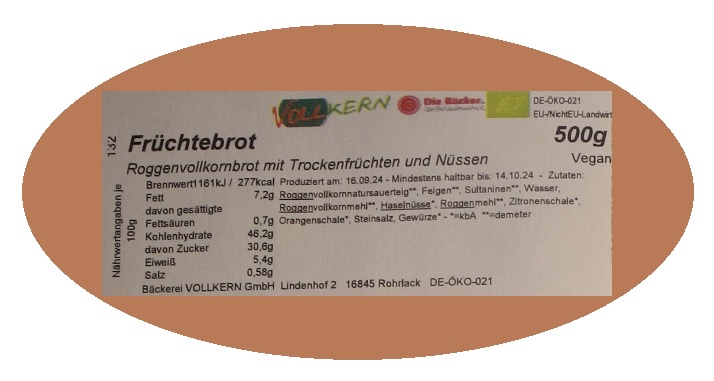 VOLLKERN Die Bäcker. DE-ÖKO-021
EU-/NichtEU-Landwirt
132 Früchtebrot 500g
Roggenvollkornbrot mit Trockenfrüchten und Nüssen Vegan
Nährwertangaben je 100g
Brennwert1161kJ / 277kcal Produziert am: 16.09.24 - Mindestens haltbar bis: 14.10.24 - Zutaten:
Fett 7,2g Roggenvollkornnatursauerteig**, Feigen**, Sultaninen**, Wasser,
davon gesättigte Roggenvollkornmehl**, Haselnüsse*, Roggenmehl**, Zitronenschale*,
Fettsäuren 0,7g Orangenschale*, Steinsalz, Gewürze* - *=kbA **=demeter
Kohlenhydrate 46,2g
davon Zucker 30,6g
Eiweiß 5,4g
Salz 0,58g
Bäckerei VOLLKERN GmbH Lindenhof 2 16845 Rohrlack DE-ÖKO-021